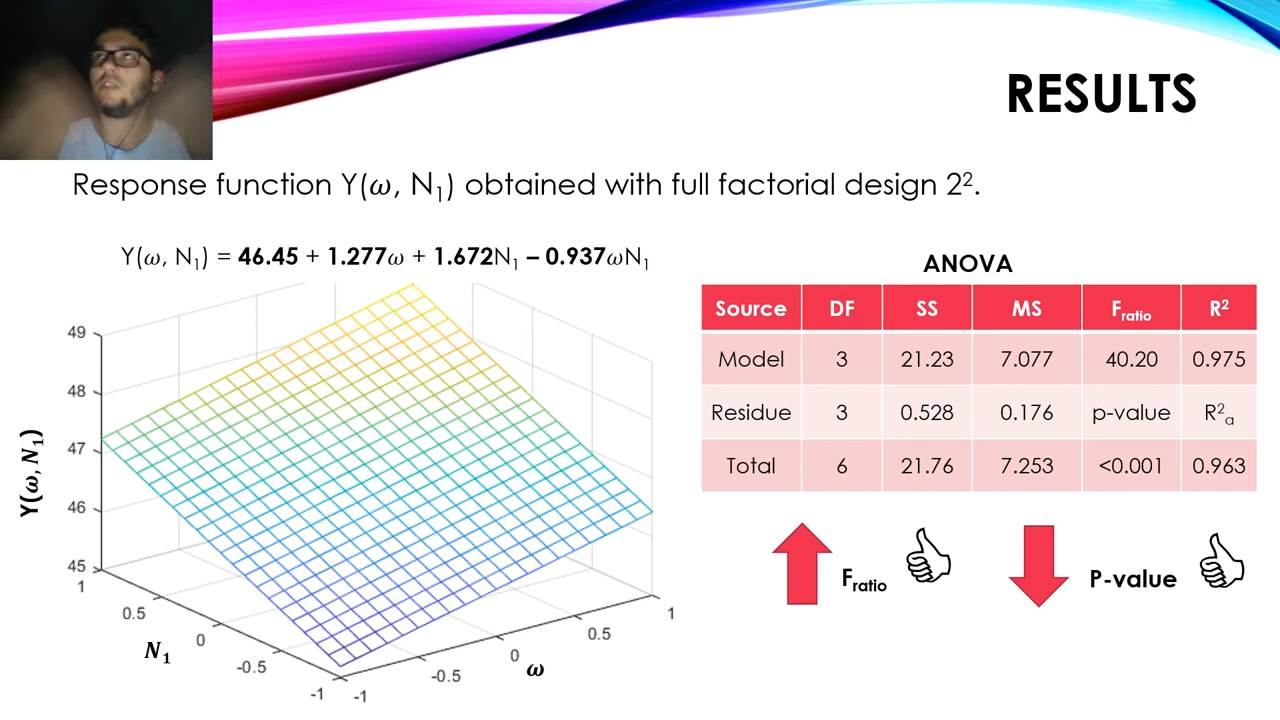 RESULTS
Response function Y(ω, N₁) obtained with full factorial design 2².
Y(ω, N₁) = 46.45 + 1.277ω + 1.672N₁ – 0.937ωN₁
ANOVA
Source DF SS MS F_ratio R²
Model 3 21.23 7.077 40.20 0.975
Residue 3 0.528 0.176 p-value R²ₐ
Total 6 21.76 7.253 <0.001 0.963
F_ratio
P-value
Y(ω, N₁)
49
48
47
46
45
1
0.5
0
-0.5
-1
N₁
-1
-0.5
0
0.5
1
ω